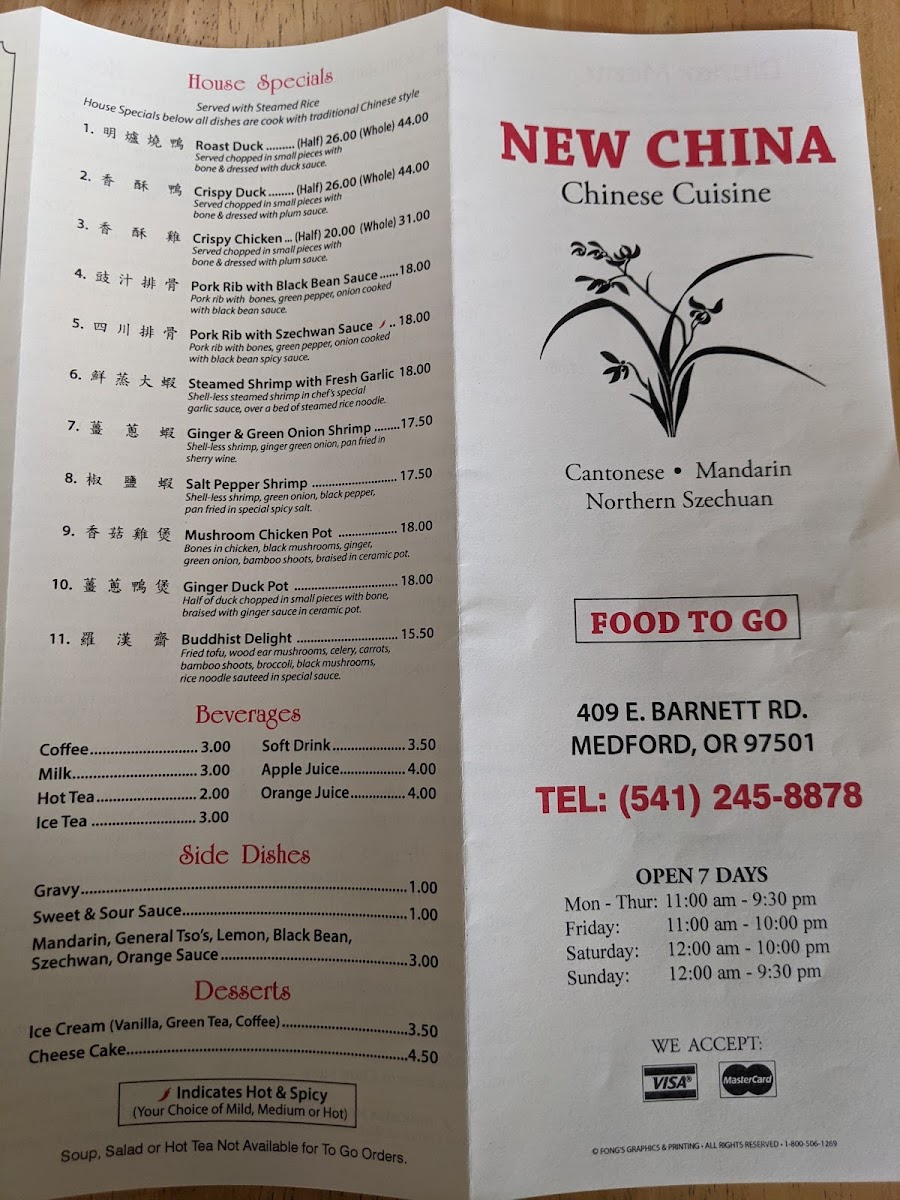 House Specials
Served with Steamed Rice
House Specials below all dishes are cook with traditional Chinese style
1. 明爐燒鴨 Roast Duck ......... (Half) 26.00 (Whole) 44.00
Served chopped in small pieces with
bone & dressed with duck sauce.
2. 香酥鴨 Crispy Duck ........ (Half) 26.00 (Whole) 44.00
Served chopped in small pieces with
bone & dressed with plum sauce.
3. 香酥雞 Crispy Chicken ... (Half) 20.00 (Whole) 31.00
Served chopped in small pieces with
bone & dressed with plum sauce.
4. 豉汁排骨 Pork Rib with Black Bean Sauce ......18.00
Pork rib with bones, green pepper, onion cooked
with black bean sauce.
5. 四川排骨 Pork Rib with Szechwan Sauce .. 18.00
Pork rib with bones, green pepper, onion cooked
with black bean spicy sauce.
6. 鮮蒸大蝦 Steamed Shrimp with Fresh Garlic 18.00
Shell-less steamed shrimp in chef's special
garlic sauce, over a bed of steamed rice noodle.
7. 薑蔥蝦 Ginger & Green Onion Shrimp ........17.50
Shell-less shrimp, ginger green onion, pan fried in
sherry wine.
8. 椒鹽蝦 Salt Pepper Shrimp .......................... 17.50
Shell-less shrimp, green onion, black pepper,
pan fried in special spicy salt.
9. 香菇雞煲 Mushroom Chicken Pot .................... 18.00
Bones in chicken, black mushrooms, ginger,
green onion, bamboo shoots, braised in ceramic pot.
10. 薑蔥鴨煲 Ginger Duck Pot ................................ 18.00
Half of duck chopped in small pieces with bone,
braised with ginger sauce in ceramic pot.
11. 羅漢齋 Buddhist Delight ............................... 15.50
Fried tofu, wood ear mushrooms, celery, carrots,
bamboo shoots, broccoli, black mushrooms,
rice noodle sauteed in special sauce.
Beverages
Coffee........................... 3.00
Milk............................... 3.00
Hot Tea......................... 2.00
Ice Tea .......................... 3.00
Soft Drink.................. 3.50
Apple Juice................ 4.00
Orange Juice.............. 4.00
Side Dishes
Gravy.................................................................................. 1.00
Sweet & Sour Sauce......................................................... 1.00
Mandarin, General Tso's, Lemon, Black Bean,
Szechwan, Orange Sauce ............................................... 3.00
Desserts
Ice Cream (Vanilla, Green Tea, Coffee)...............................3.50
Cheese Cake......................................................................4.50
Indicates Hot & Spicy
(Your Choice of Mild, Medium or Hot)
Soup, Salad or Hot Tea Not Available for To Go Orders.
NEW CHINA
Chinese Cuisine
Cantonese • Mandarin
Northern Szechuan
FOOD TO GO
409 E. BARNETT RD.
MEDFORD, OR 97501
TEL: (541) 245-8878
OPEN 7 DAYS
Mon - Thur: 11:00 am - 9:30 pm
Friday: 11:00 am - 10:00 pm
Saturday: 12:00 am - 10:00 pm
Sunday: 12:00 am - 9:30 pm
WE ACCEPT:
VISA® MasterCard
© FONG'S GRAPHICS & PRINTING • ALL RIGHTS RESERVED • 1-800-506-1269